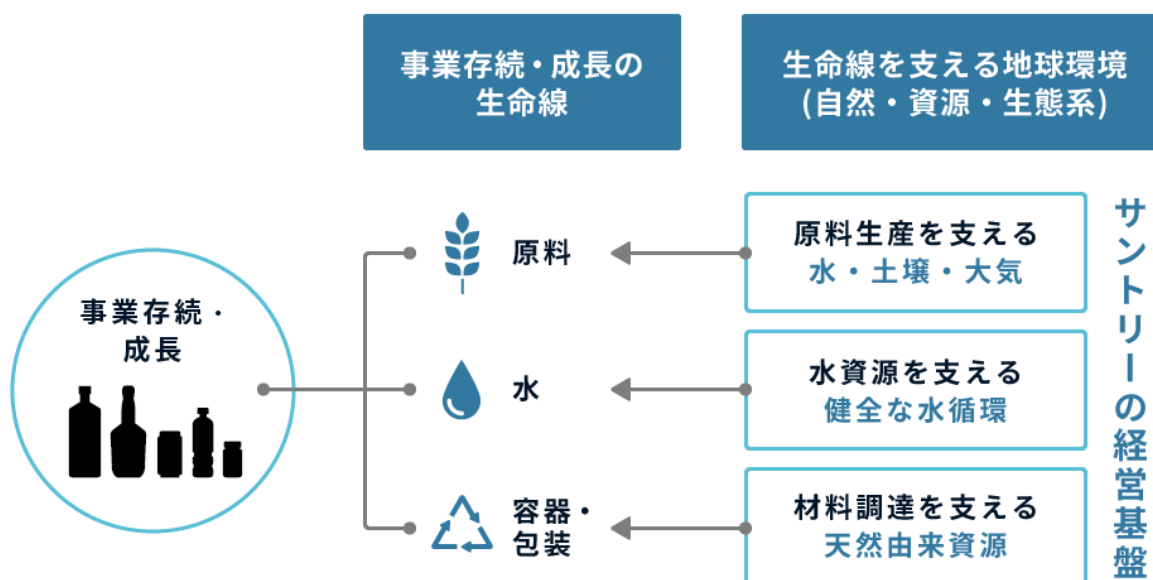 事業存続・成長の
生命線
生命線を支える地球環境
(自然・資源・生態系)
事業存続・
成長
原料
原料生産を支える
水・土壌・大気
水
水資源を支える
健全な水循環
容器・
包装
材料調達を支える
天然由来資源
サントリーの経営基盤